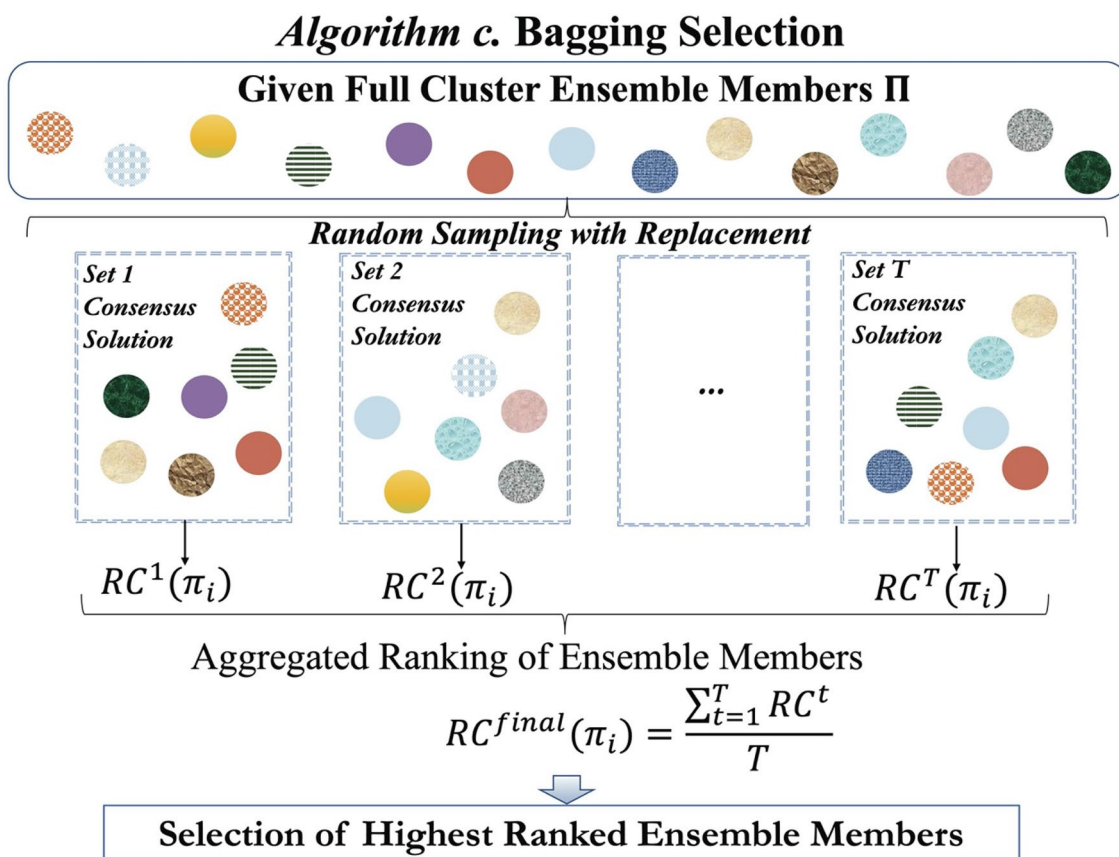 Algorithm c. Bagging Selection
Given Full Cluster Ensemble Members Π
Random Sampling with Replacement
Set 1
Consensus
Solution
Set 2
Consensus
Solution
...
Set T
Consensus
Solution
RC¹(πᵢ)
RC²(πᵢ)
RCᵀ(πᵢ)
Aggregated Ranking of Ensemble Members
RC^{final}(πᵢ) = \frac{∑_{t=1}^{T} RC^t}{T}
Selection of Highest Ranked Ensemble Members